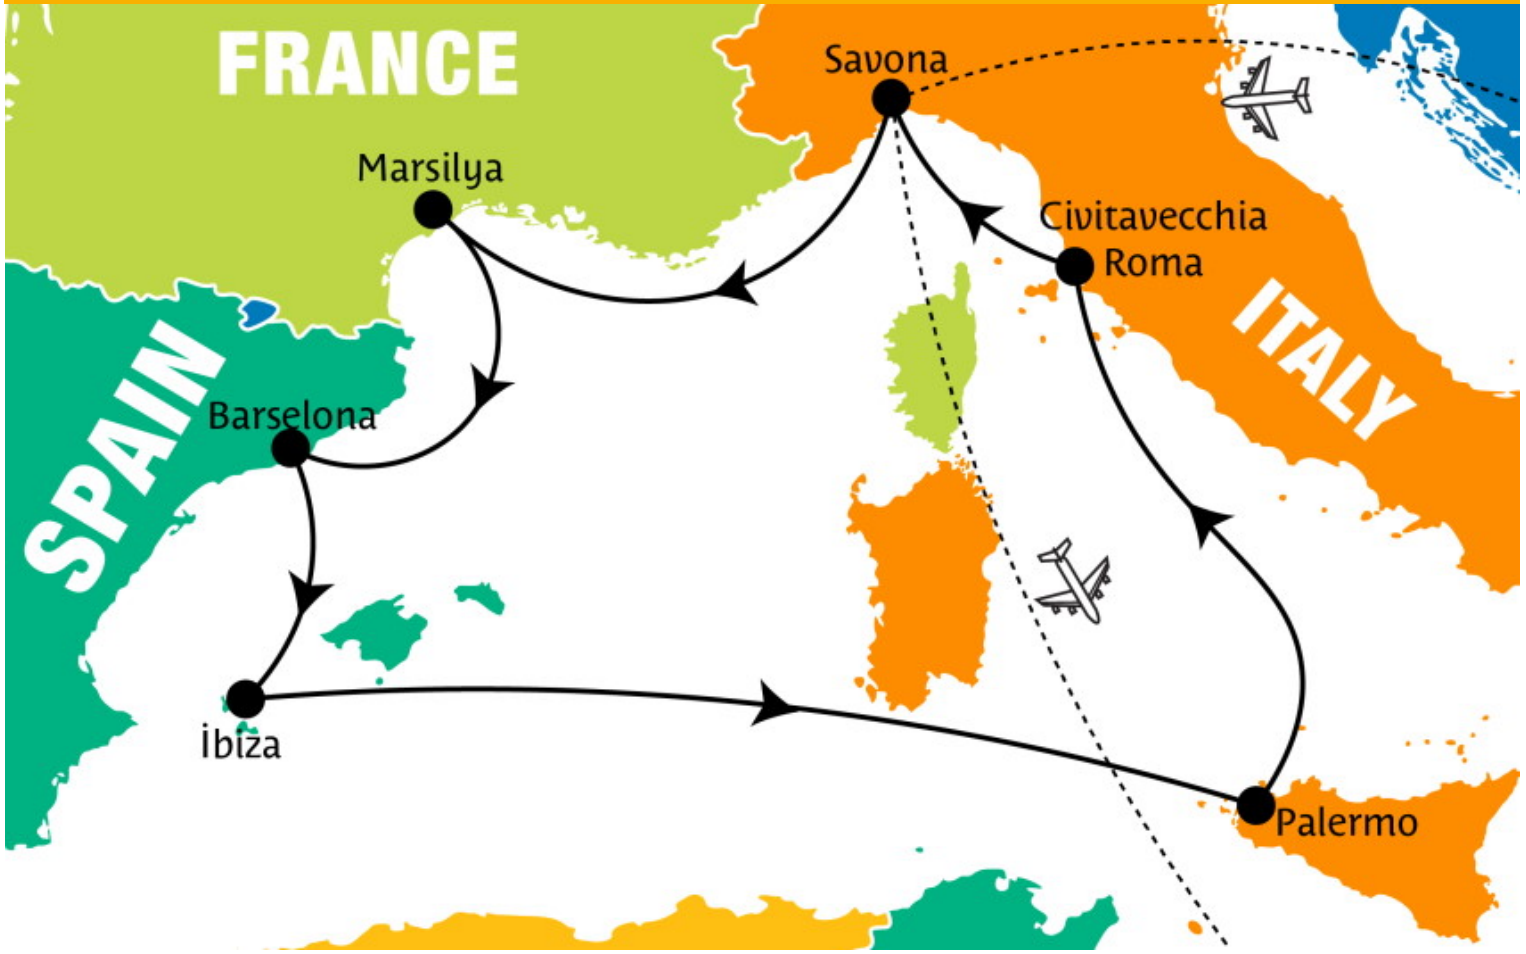 FRANCE
Savona
Marsilya
Civitavecchia
Roma
ITALY
SPAIN
Barselona
İbiza
Palermo